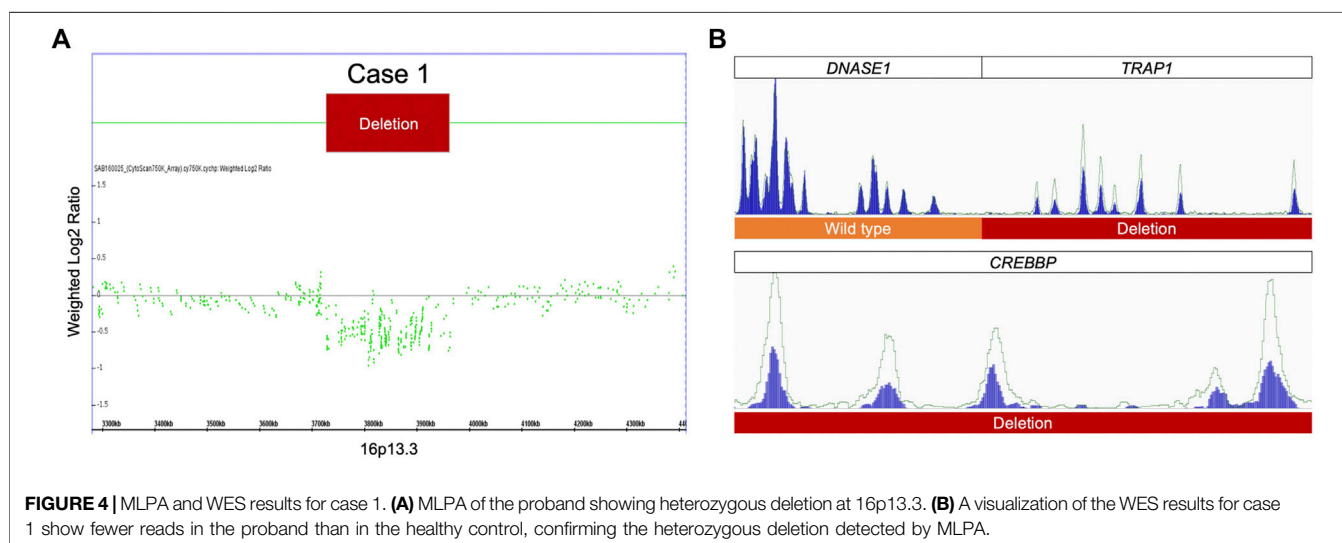 A
Case 1
Deletion
SAB160025_(CytoScan750K_Array).cy750K.cychp: Weighted Log2 Ratio
Weighted Log2 Ratio
1.5
1
0.5
0
-0.5
-1
-1.5
3300kb 3400kb 3500kb 3600kb 3700kb 3800kb 3900kb 4000kb 4100kb 4200kb 4300kb 44
16p13.3
B
DNASE1 TRAP1
Wild type Deletion
CREBBP
Deletion
FIGURE 4 | MLPA and WES results for case 1. (A) MLPA of the proband showing heterozygous deletion at 16p13.3. (B) A visualization of the WES results for case
1 show fewer reads in the proband than in the healthy control, confirming the heterozygous deletion detected by MLPA.